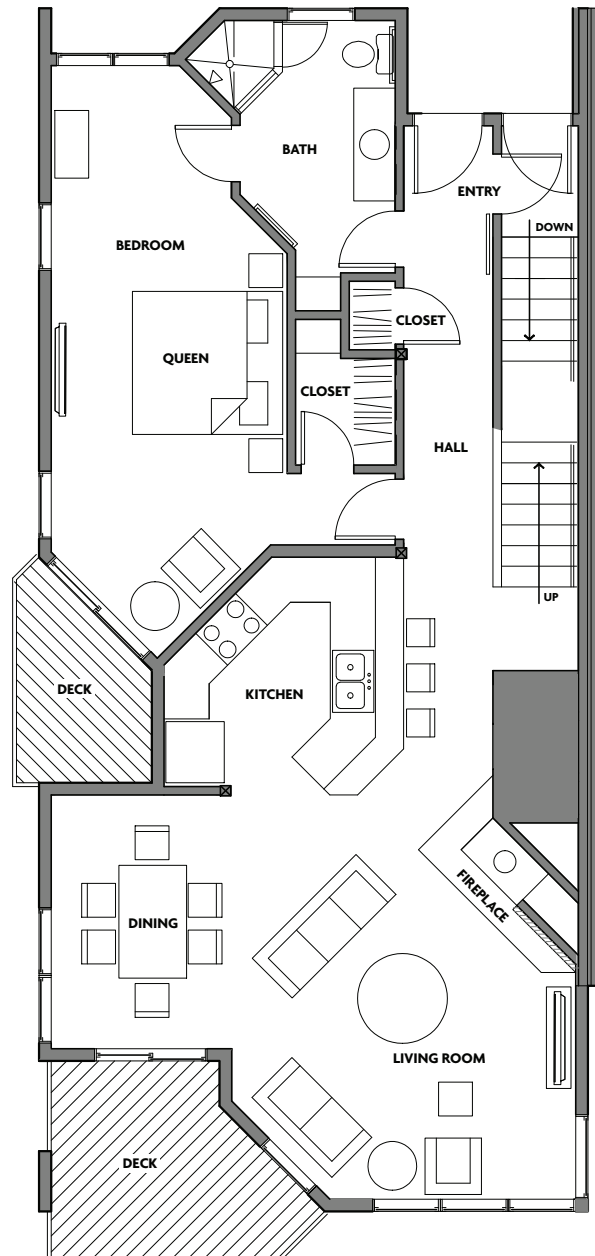 BATH
ENTRY
DOWN
BEDROOM
CLOSET
QUEEN
CLOSET
HALL
UP
DECK
KITCHEN
FIREPLACE
DINING
LIVING ROOM
DECK